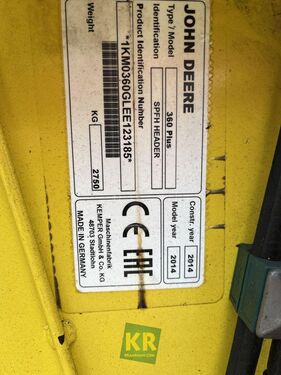 JOHN DEERE
Type / Model 360 Plus
Identification SPFH HEADER
Product Identification Number
*1KM0360GLEE123185*
Weight KG 2750
Constr. year 2014
Model year 2014
CE EAC
Maschinenfabrik
KEMPER GmbH & Co. KG
48703 Stadtlohn
MADE IN GERMANY
KR